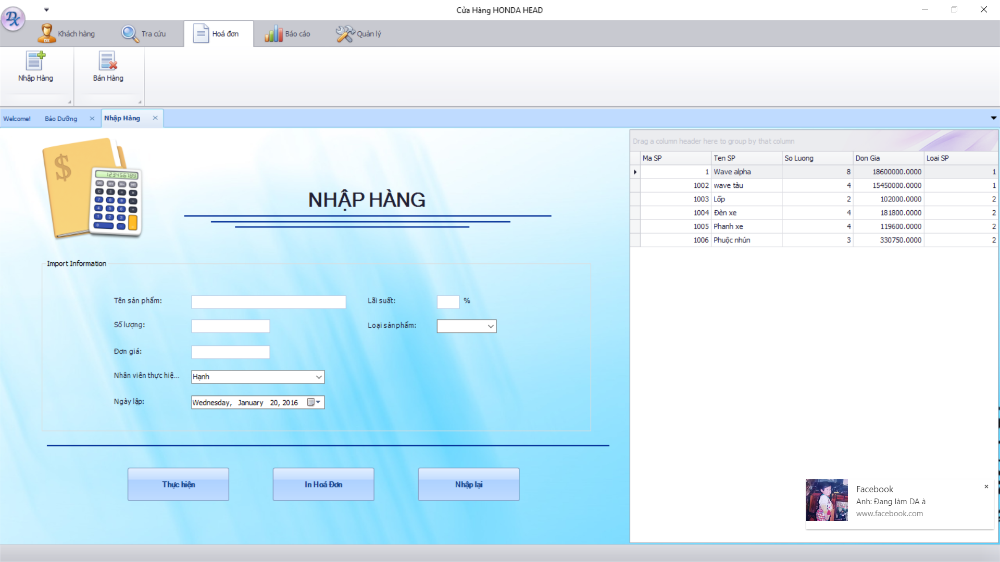 Cửa Hàng HONDA HEAD
Khách hàng
Tra cứu
Hoá đơn
Báo cáo
Quản lý
Nhập Hàng
Bán Hàng
Welcome!
Bảo Dưỡng
Nhập Hàng
NHẬP HÀNG
Import Information
Tên sản phẩm:
Lãi suất:
%
Số lượng:
Loại sản phẩm:
Đơn giá:
Nhân viên thực hiệ...
Hạnh
Ngày lập:
Wednesday, January 20, 2016
Thực hiện
In Hoá Đơn
Nhập lại
Drag a column header here to group by that column
Ma SP Ten SP So Luong Don Gia Loai SP
1 Wave alpha 8 18600000.0000 1
1002 wave tàu 4 15450000.0000 1
1003 Lốp 2 102000.0000 2
1004 Đèn xe 4 181800.0000 2
1005 Phanh xe 4 119600.0000 2
1006 Phuộc nhún 3 330750.0000 2
Facebook
Anh: Đang làm DA à
www.facebook.com